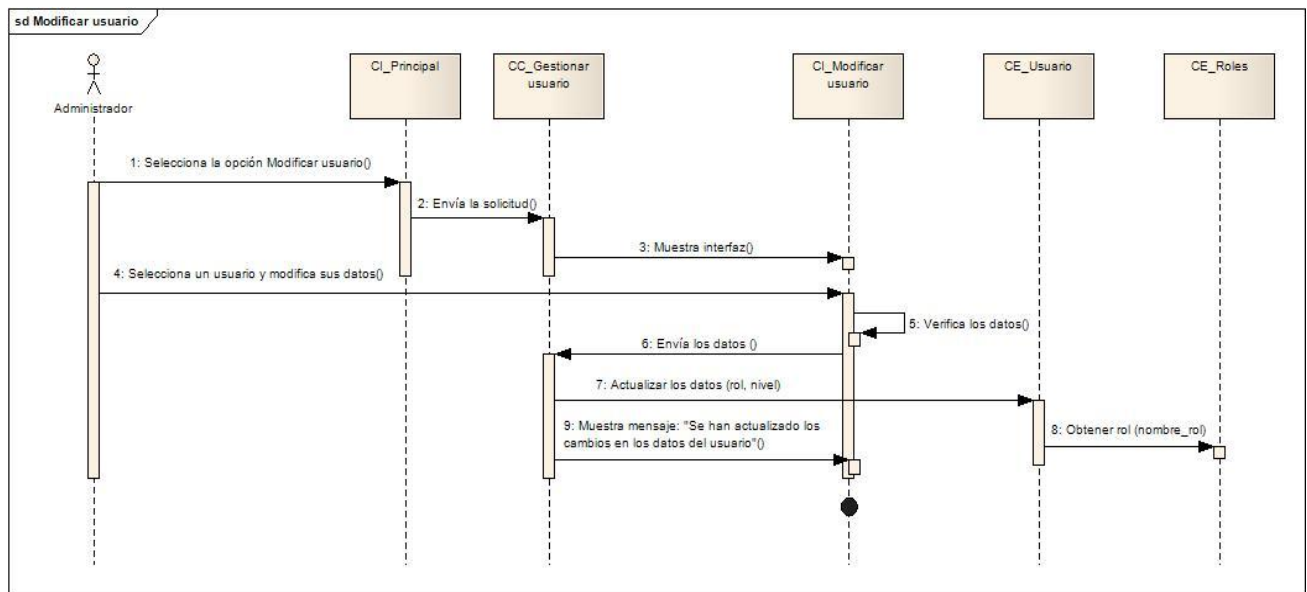 sd Modificar usuario
Administrador
CI_Principal
CC_Gestionar
usuario
CI_Modificar
usuario
CE_Usuario
CE_Roles
1: Selecciona la opción Modificar usuario()
2: Envía la solicitud()
3: Muestra interfaz()
4: Selecciona un usuario y modifica sus datos()
5: Verifica los datos()
6: Envía los datos ()
7: Actualizar los datos (rol, nivel)
9: Muestra mensaje: "Se han actualizado los
cambios en los datos del usuario"()
8: Obtener rol (nombre_rol)